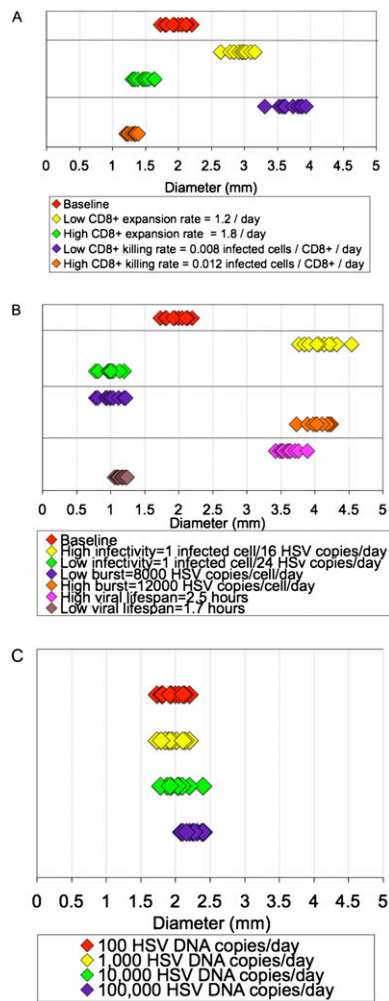 A
0 0.5 1 1.5 2 2.5 3 3.5 4 4.5 5
Diameter (mm)
Baseline
Low CD8+ expansion rate = 1.2 / day
High CD8+ expansion rate = 1.8 / day
Low CD8+ killing rate = 0.008 infected cells / CD8+ / day
High CD8+ killing rate = 0.012 infected cells / CD8+ / day
B
0 0.5 1 1.5 2 2.5 3 3.5 4 4.5 5
Diameter (mm)
Baseline
High infectivity=1 infected cell/16 HSV copies/day
Low infectivity=1 infected cell/24 HSv copies/day
Low burst=8000 HSV copies/cell/day
High burst=12000 HSV copies/cell/day
High viral lifespan=2.5 hours
Low viral lifespan=1.7 hours
C
0 0.5 1 1.5 2 2.5 3 3.5 4 4.5 5
Diameter (mm)
100 HSV DNA copies/day
1,000 HSV DNA copies/day
10,000 HSV DNA copies/day
100,000 HSV DNA copies/day